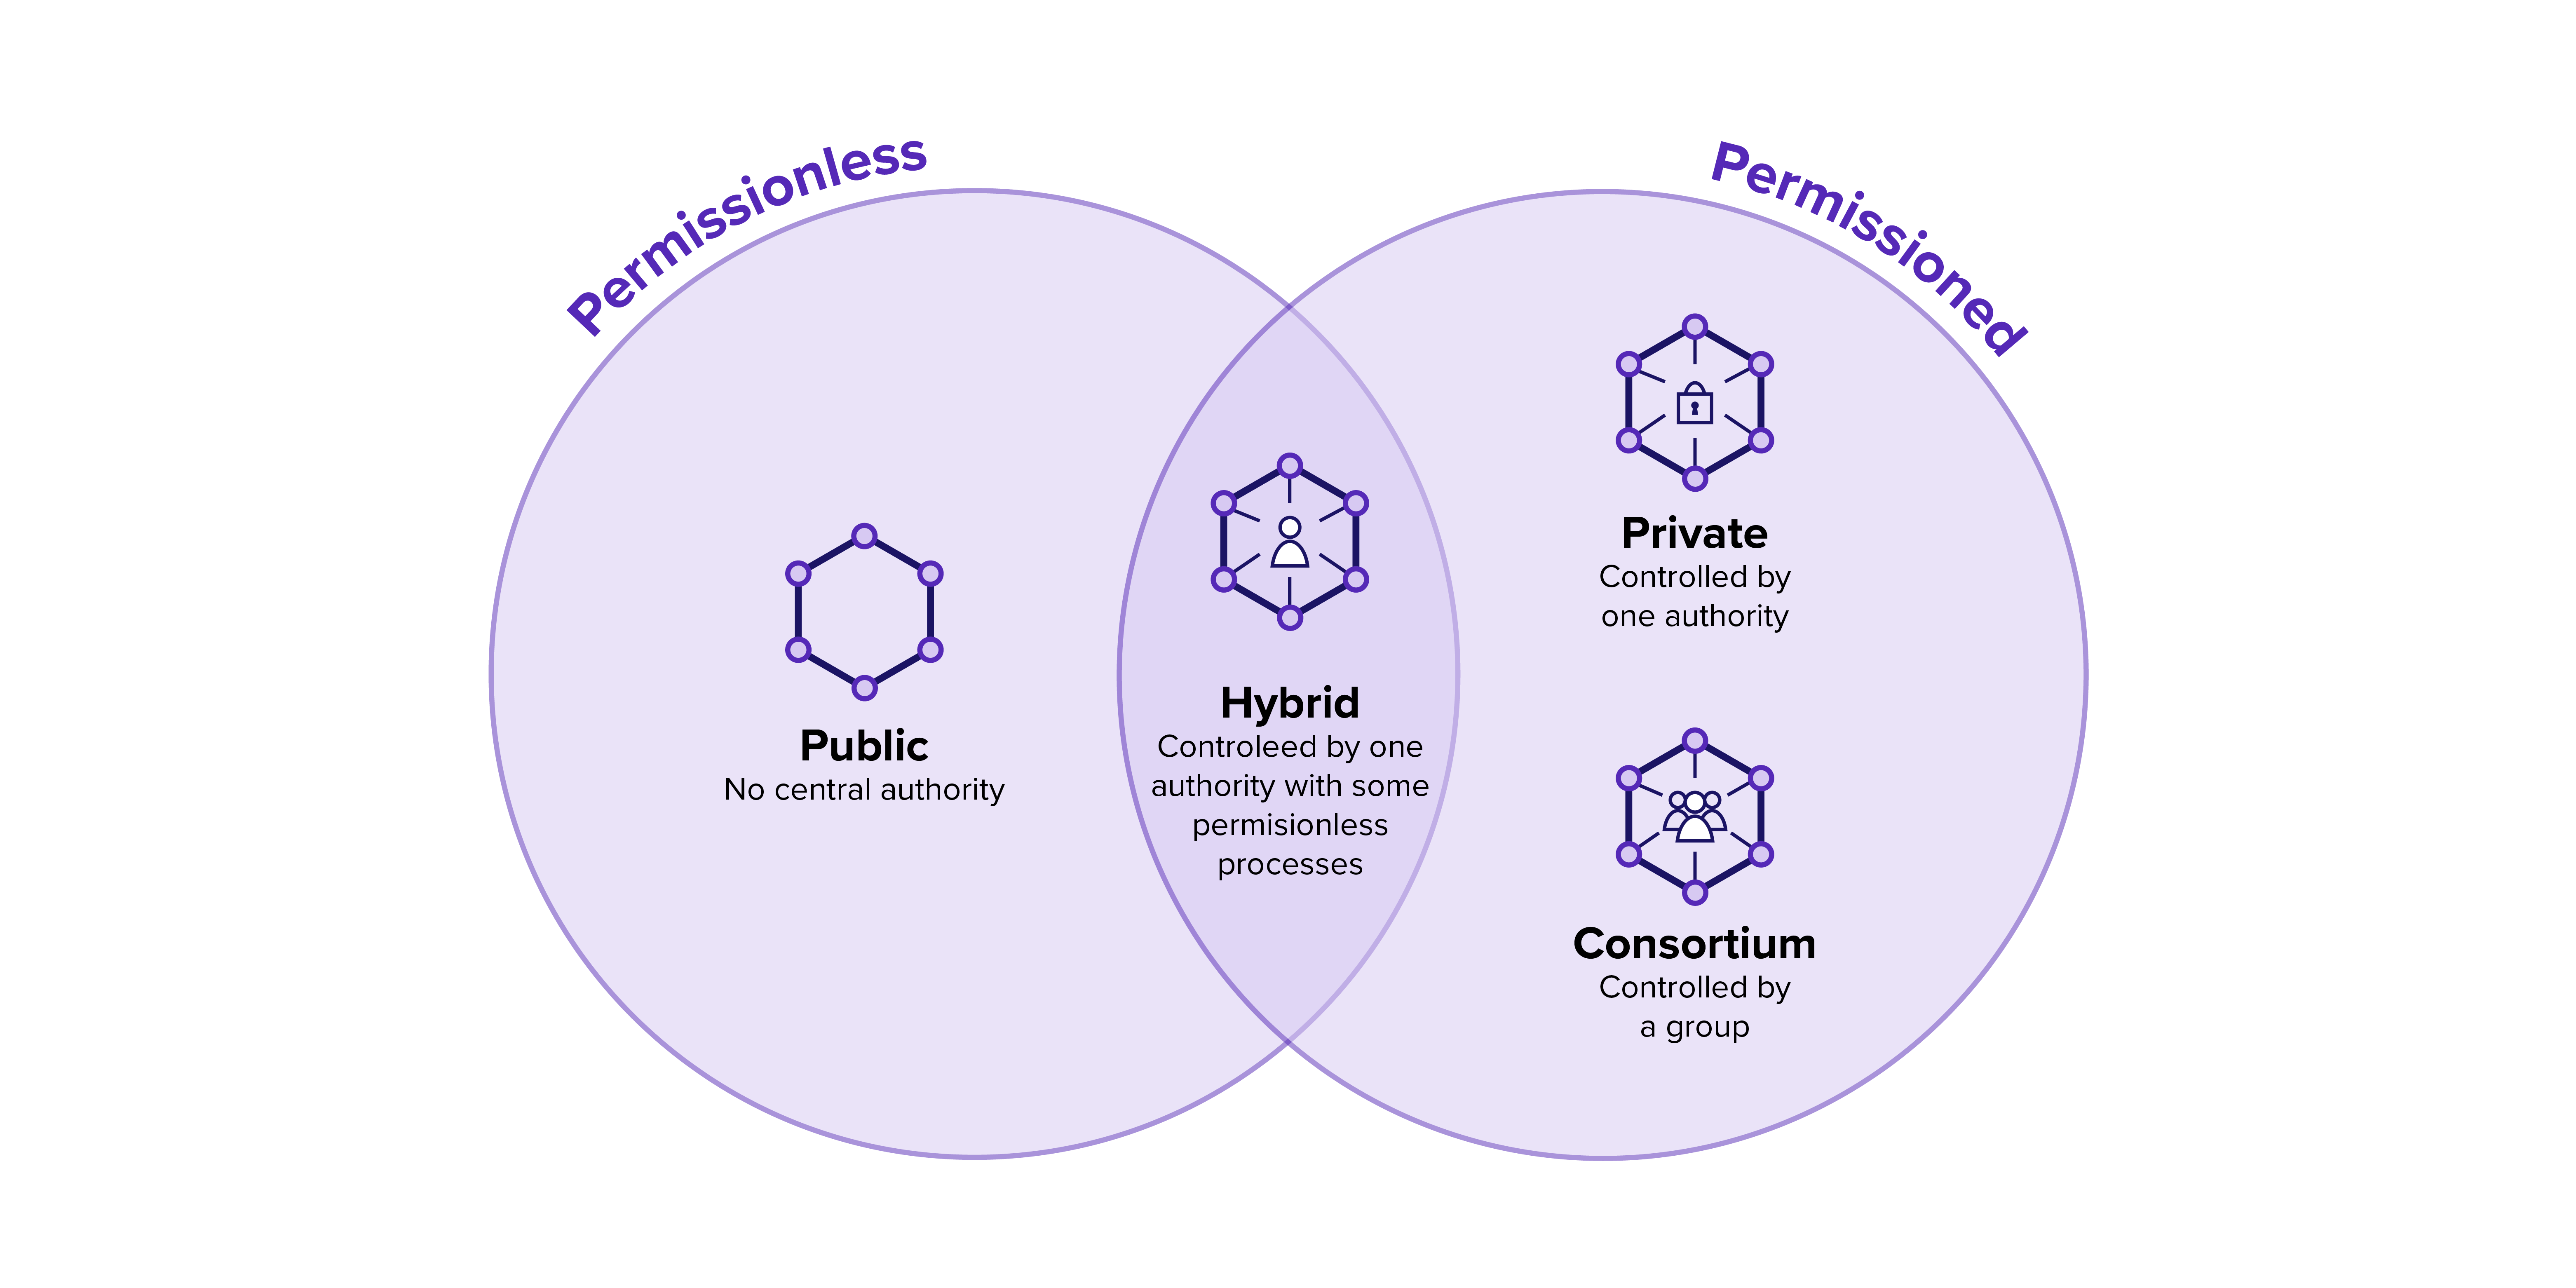 Permissionless
Permissioned
Public
No central authority
Hybrid
Controleed by one
authority with some
permisionless
processes
Private
Controlled by
one authority
Consortium
Controlled by
a group